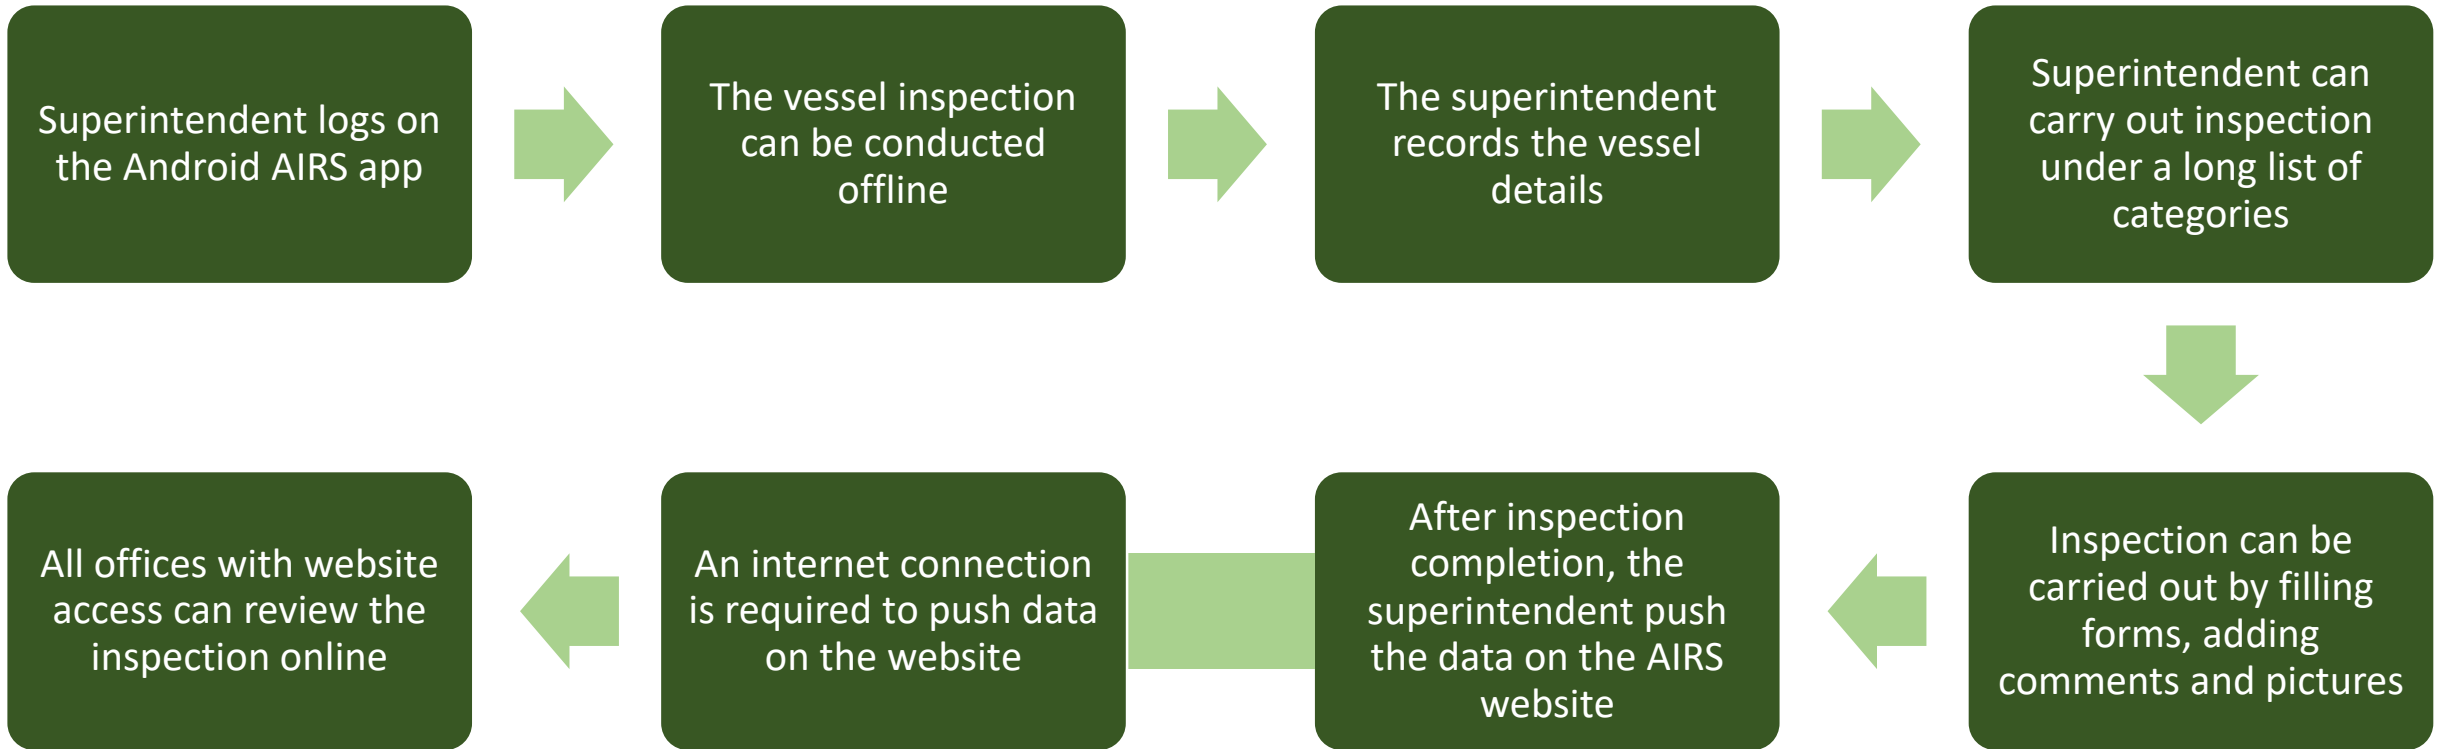 Superintendent logs on
the Android AIRS app
The vessel inspection
can be conducted
offline
The superintendent
records the vessel
details
Superintendent can
carry out inspection
under a long list of
categories
Inspection can be
carried out by filling
forms, adding
comments and pictures
After inspection
completion, the
superintendent push
the data on the AIRS
website
An internet connection
is required to push data
on the website
All offices with website
access can review the
inspection online